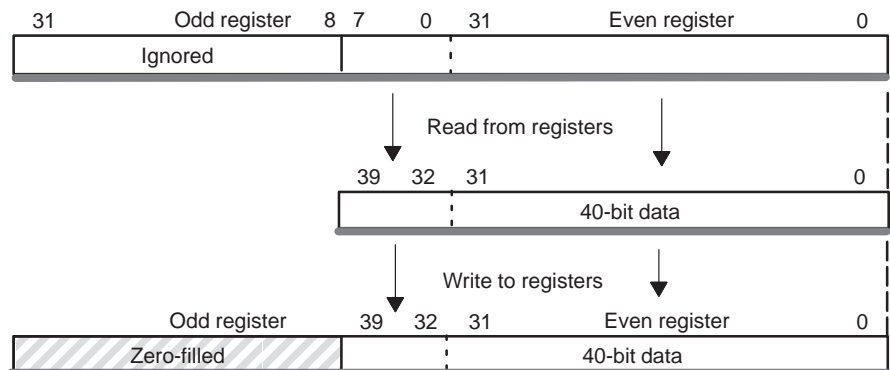 31 Odd register 8 7 0 31 Even register 0
Ignored
Read from registers
39 32 31 0
40-bit data
Write to registers
Odd register 39 32 31 Even register 0
Zero-filled 40-bit data